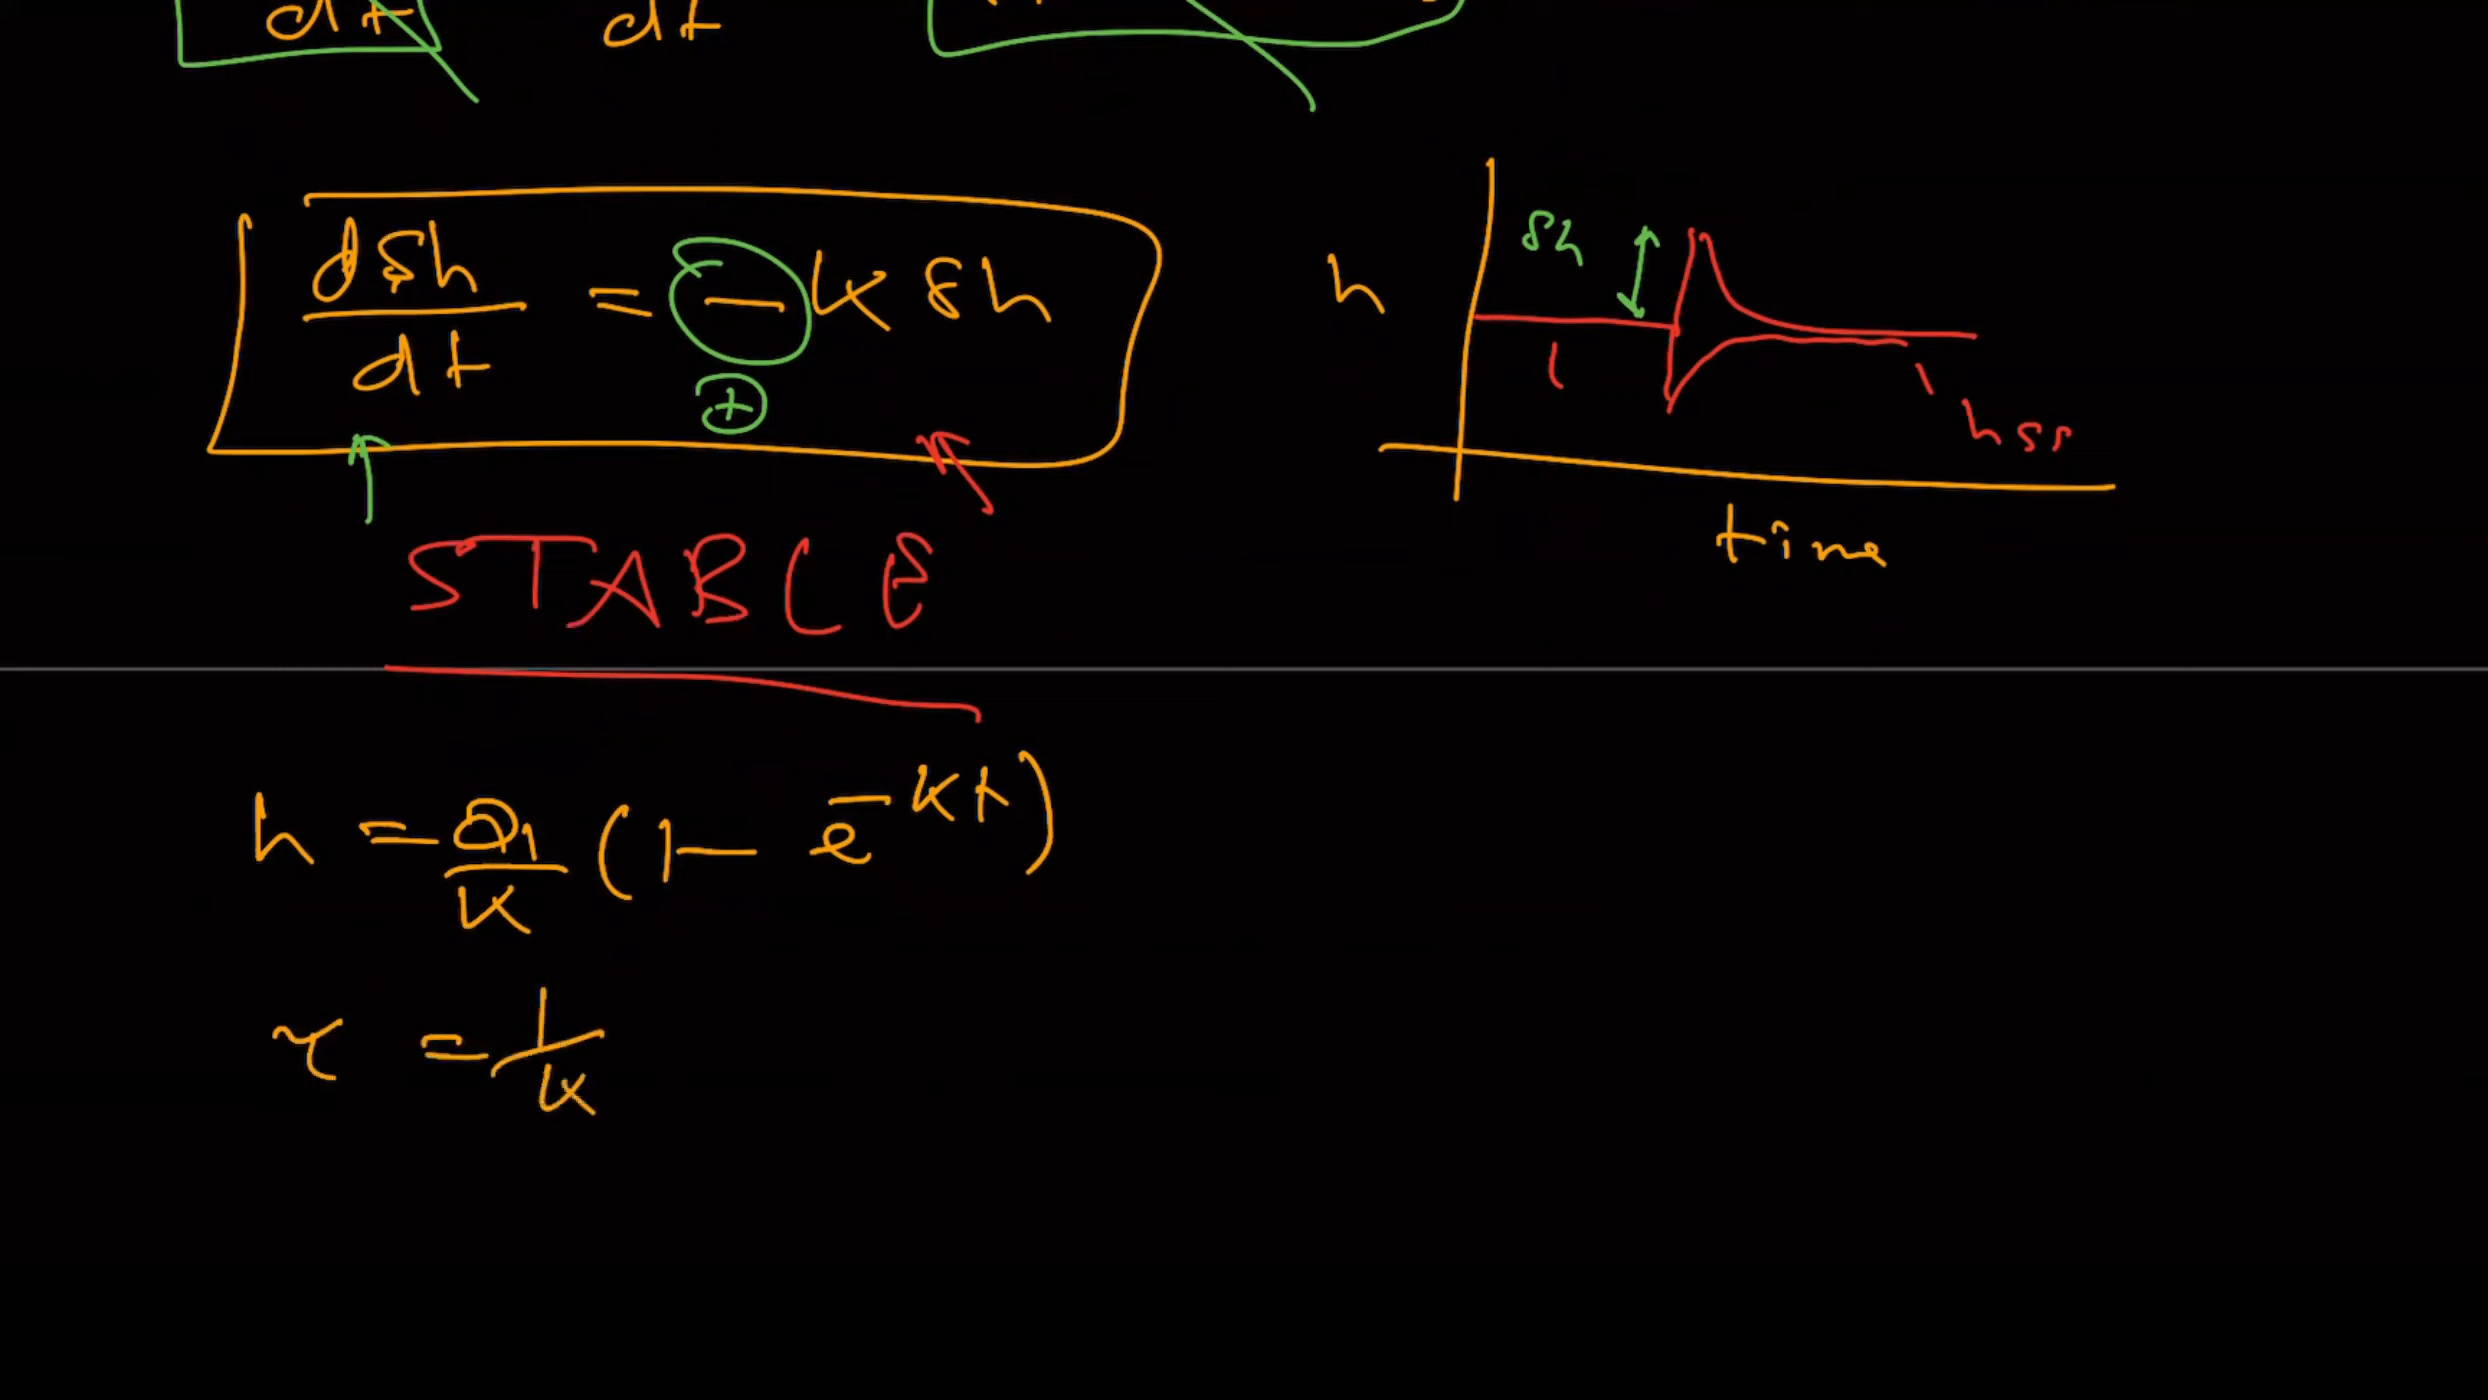 dt dt
dδh/dt = -kδh
+
STABLE
h
δh
hss
time
h = Q1/k (1 - e^-kt)
τ = 1/k